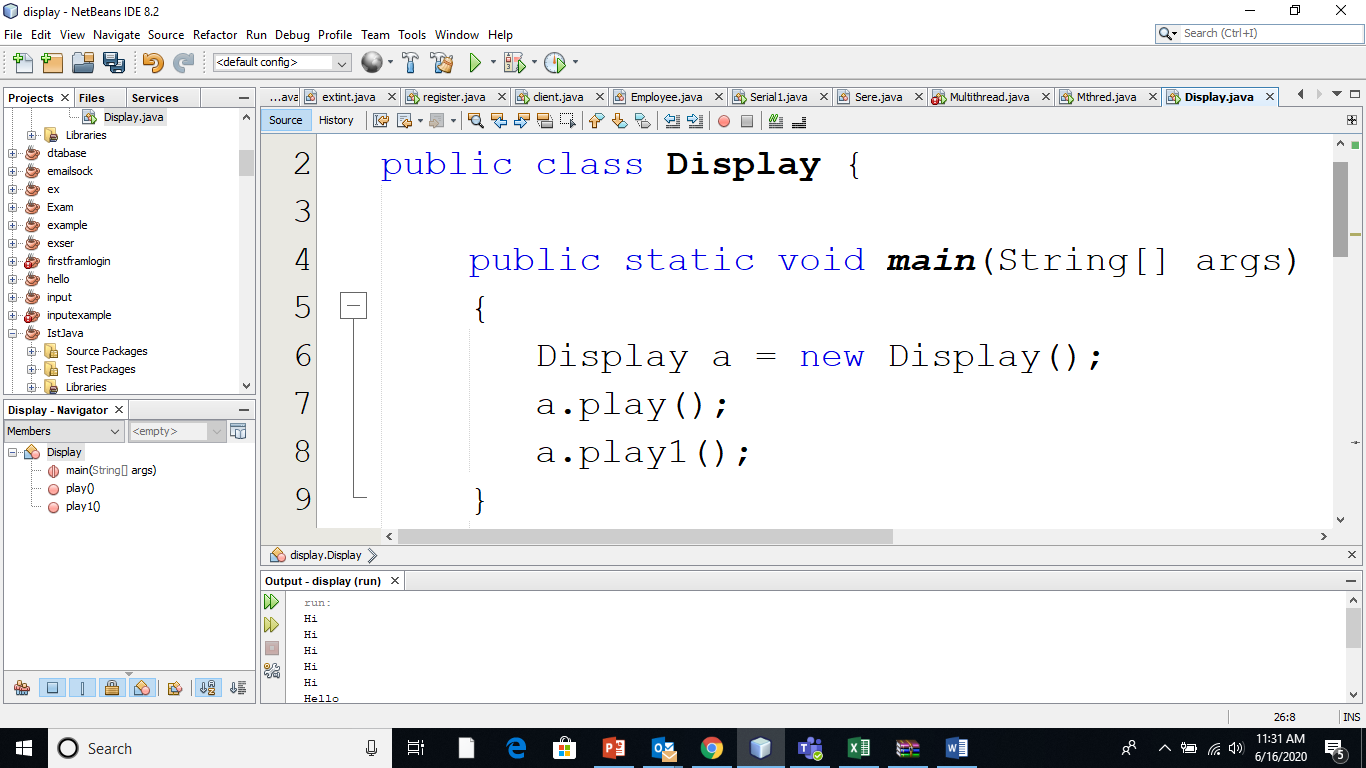 display - NetBeans IDE 8.2
File Edit View Navigate Source Refactor Run Debug Profile Team Tools Window Help
Search (Ctrl+I)
<default config>
Projects Files Services
Display.java
Libraries
dtabase
emailsock
ex
Exam
example
exser
firstframlogin
hello
input
inputexample
IstJava
Source Packages
Test Packages
Libraries
Display - Navigator
Members <empty>
Display
main(String[] args)
play()
play1()
...ava extint.java register.java client.java Employee.java Serial1.java Sere.java Multithread.java Mthred.java Display.java
Source History
2 public class Display {
3
4 public static void main(String[] args)
5 {
6 Display a = new Display();
7 a.play();
8 a.play1();
9 }
display.Display
Output - display (run)
run:
Hi
Hi
Hi
Hi
Hi
Hello
26:8 INS
Search
11:31 AM
6/16/2020
5